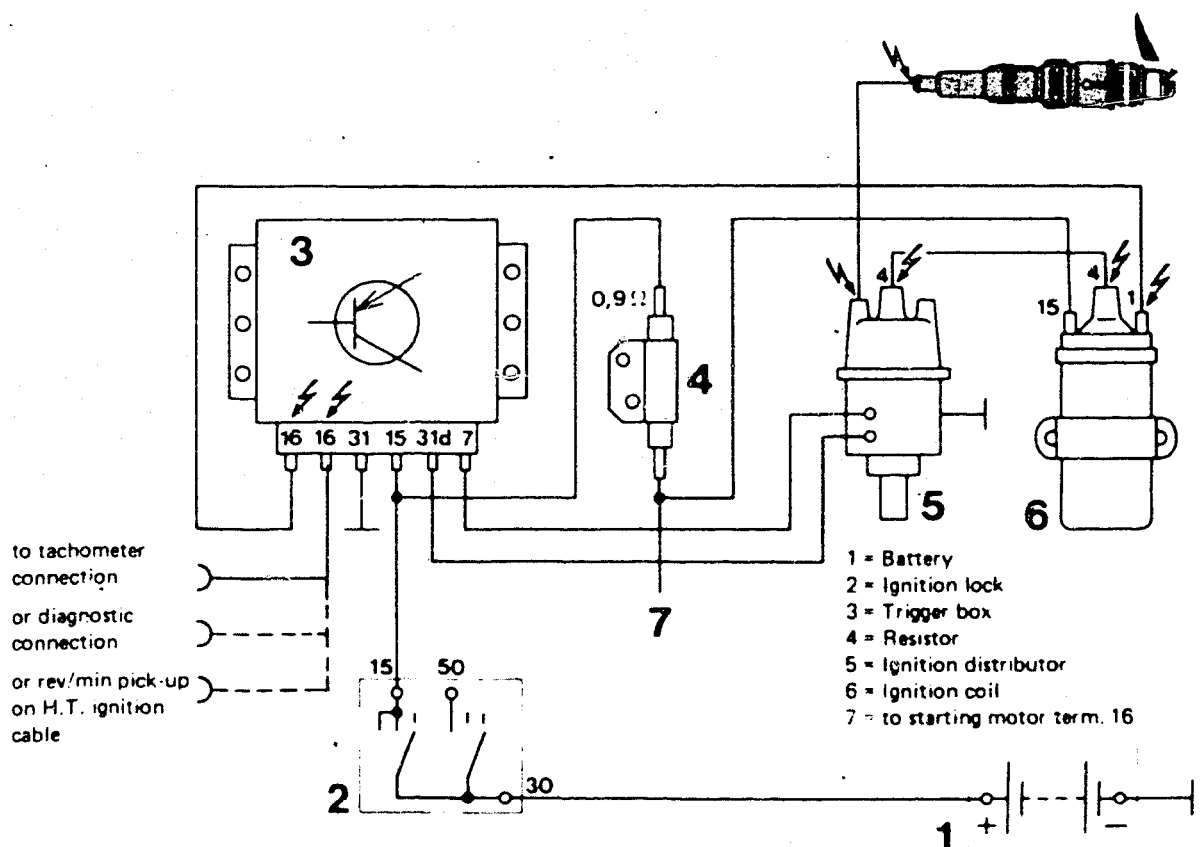 3
16 16 31 15 31d 7
0,9 Ω
4
4
5
15
4
1
6
7
to tachometer
connection
or diagnostic
connection
or rev/min pick-up
on H.T. ignition
cable
15 50
30
2
1 + −
1 = Battery
2 = Ignition lock
3 = Trigger box
4 = Resistor
5 = Ignition distributor
6 = Ignition coil
7 = to starting motor term. 16